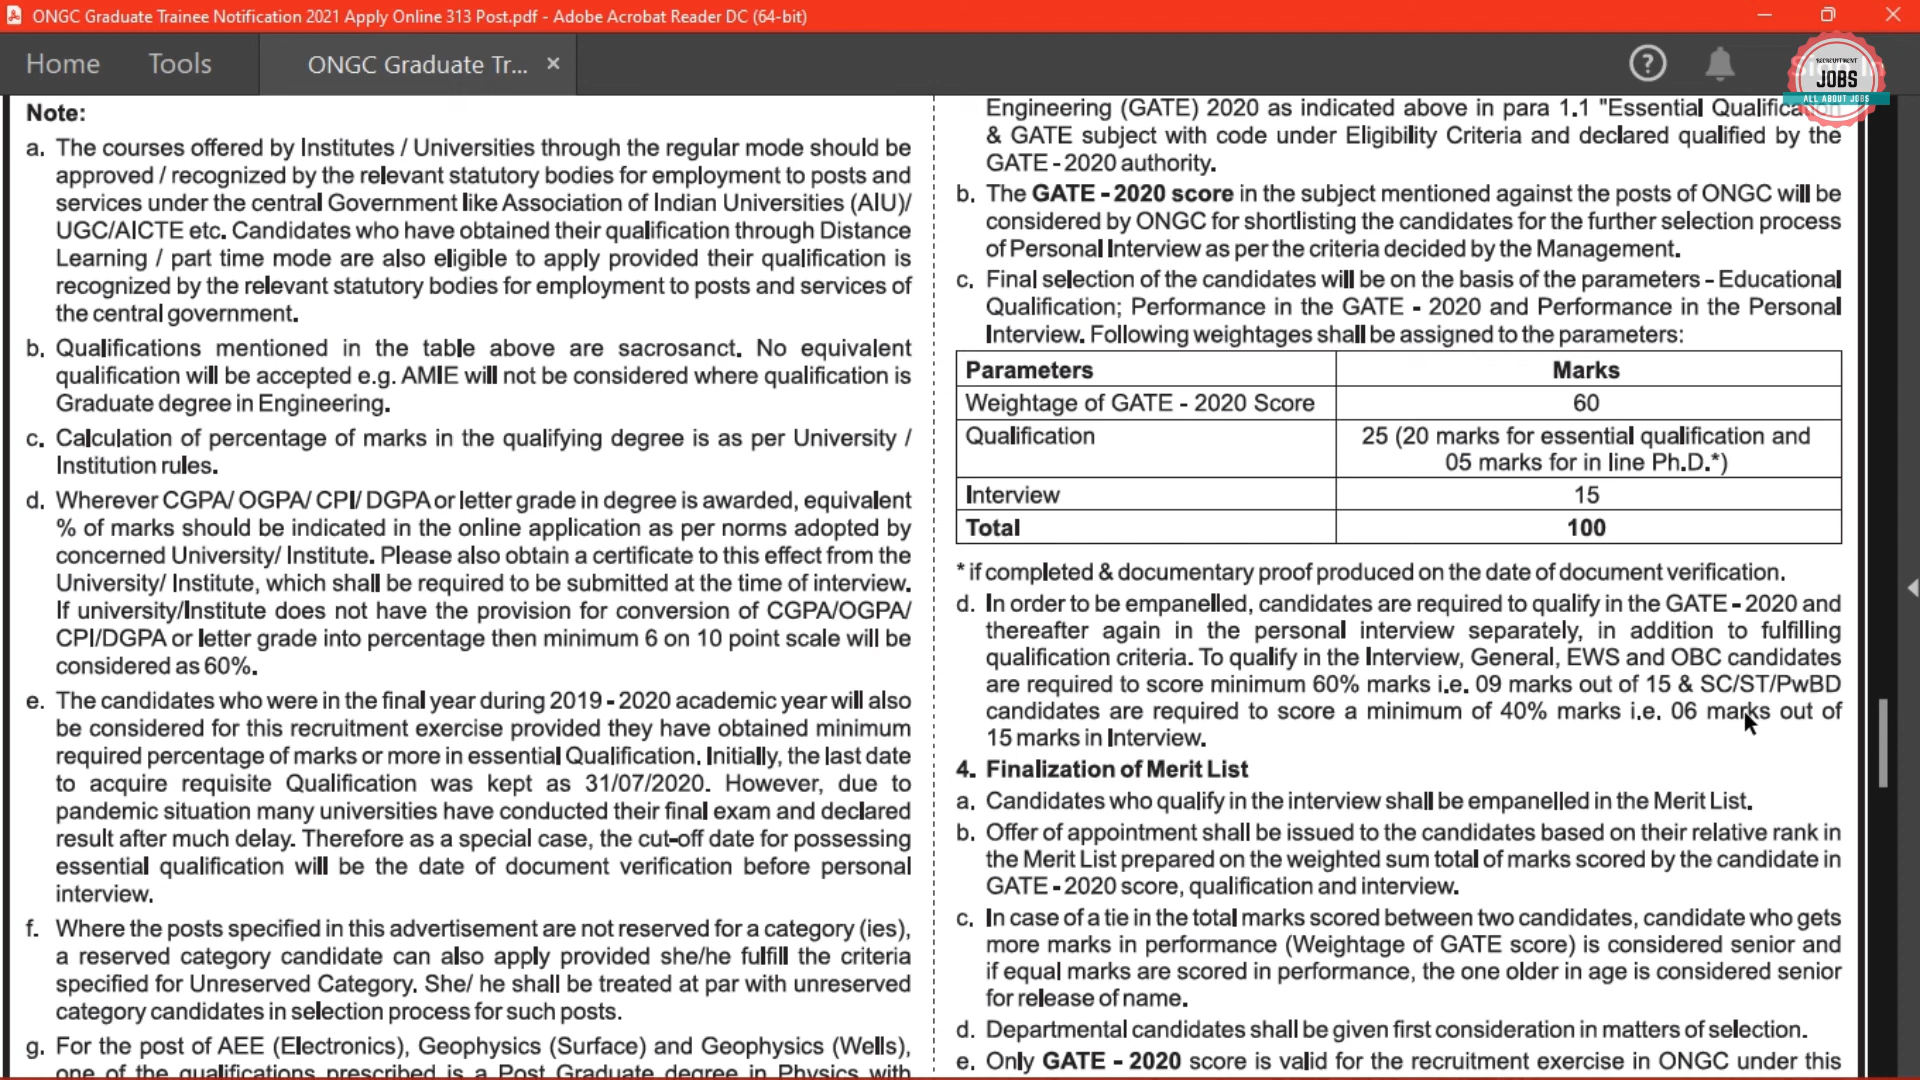 ONGC Graduate Trainee Notification 2021 Apply Online 313 Post.pdf - Adobe Acrobat Reader DC (64-bit)
Home Tools ONGC Graduate Tr...
RECRUITMENT
JOBS
ALL ABOUT JOBS
Note:
a. The courses offered by Institutes / Universities through the regular mode should be
approved / recognized by the relevant statutory bodies for employment to posts and
services under the central Government like Association of Indian Universities (AIU)/
UGC/AICTE etc. Candidates who have obtained their qualification through Distance
Learning / part time mode are also eligible to apply provided their qualification is
recognized by the relevant statutory bodies for employment to posts and services of
the central government.
b. Qualifications mentioned in the table above are sacrosanct. No equivalent
qualification will be accepted e.g. AMIE will not be considered where qualification is
Graduate degree in Engineering.
c. Calculation of percentage of marks in the qualifying degree is as per University /
Institution rules.
d. Wherever CGPA/ OGPA/ CPI/ DGPA or letter grade in degree is awarded, equivalent
% of marks should be indicated in the online application as per norms adopted by
concerned University/ Institute. Please also obtain a certificate to this effect from the
University/ Institute, which shall be required to be submitted at the time of interview.
If university/Institute does not have the provision for conversion of CGPA/OGPA/
CPI/DGPA or letter grade into percentage then minimum 6 on 10 point scale will be
considered as 60%.
e. The candidates who were in the final year during 2019 - 2020 academic year will also
be considered for this recruitment exercise provided they have obtained minimum
required percentage of marks or more in essential Qualification. Initially, the last date
to acquire requisite Qualification was kept as 31/07/2020. However, due to
pandemic situation many universities have conducted their final exam and declared
result after much delay. Therefore as a special case, the cut-off date for possessing
essential qualification will be the date of document verification before personal
interview.
f. Where the posts specified in this advertisement are not reserved for a category (ies),
a reserved category candidate can also apply provided she/he fulfill the criteria
specified for Unreserved Category. She/ he shall be treated at par with unreserved
category candidates in selection process for such posts.
g. For the post of AEE (Electronics), Geophysics (Surface) and Geophysics (Wells),
one of the qualifications prescribed is a Post Graduate degree in Physics with
Engineering (GATE) 2020 as indicated above in para 1.1 "Essential
& GATE subject with code under Eligibility Criteria and declared qualified by the
GATE - 2020 authority.
b. The GATE - 2020 score in the subject mentioned against the posts of ONGC will be
considered by ONGC for shortlisting the candidates for the further selection process
of Personal Interview as per the criteria decided by the Management.
c. Final selection of the candidates will be on the basis of the parameters - Educational
Qualification; Performance in the GATE - 2020 and Performance in the Personal
Interview. Following weightages shall be assigned to the parameters:
Parameters Marks
Weightage of GATE - 2020 Score 60
Qualification 25 (20 marks for essential qualification and
05 marks for in line Ph.D.*)
Interview 15
Total 100
* if completed & documentary proof produced on the date of document verification.
d. In order to be empanelled, candidates are required to qualify in the GATE - 2020 and
thereafter again in the personal interview separately, in addition to fulfilling
qualification criteria. To qualify in the Interview, General, EWS and OBC candidates
are required to score minimum 60% marks i.e. 09 marks out of 15 & SC/ST/PwBD
candidates are required to score a minimum of 40% marks i.e. 06 marks out of
15 marks in Interview.
4. Finalization of Merit List
a. Candidates who qualify in the interview shall be empanelled in the Merit List.
b. Offer of appointment shall be issued to the candidates based on their relative rank in
the Merit List prepared on the weighted sum total of marks scored by the candidate in
GATE - 2020 score, qualification and interview.
c. In case of a tie in the total marks scored between two candidates, candidate who gets
more marks in performance (Weightage of GATE score) is considered senior and
if equal marks are scored in performance, the one older in age is considered senior
for release of name.
d. Departmental candidates shall be given first consideration in matters of selection.
e. Only GATE - 2020 score is valid for the recruitment exercise in ONGC under this